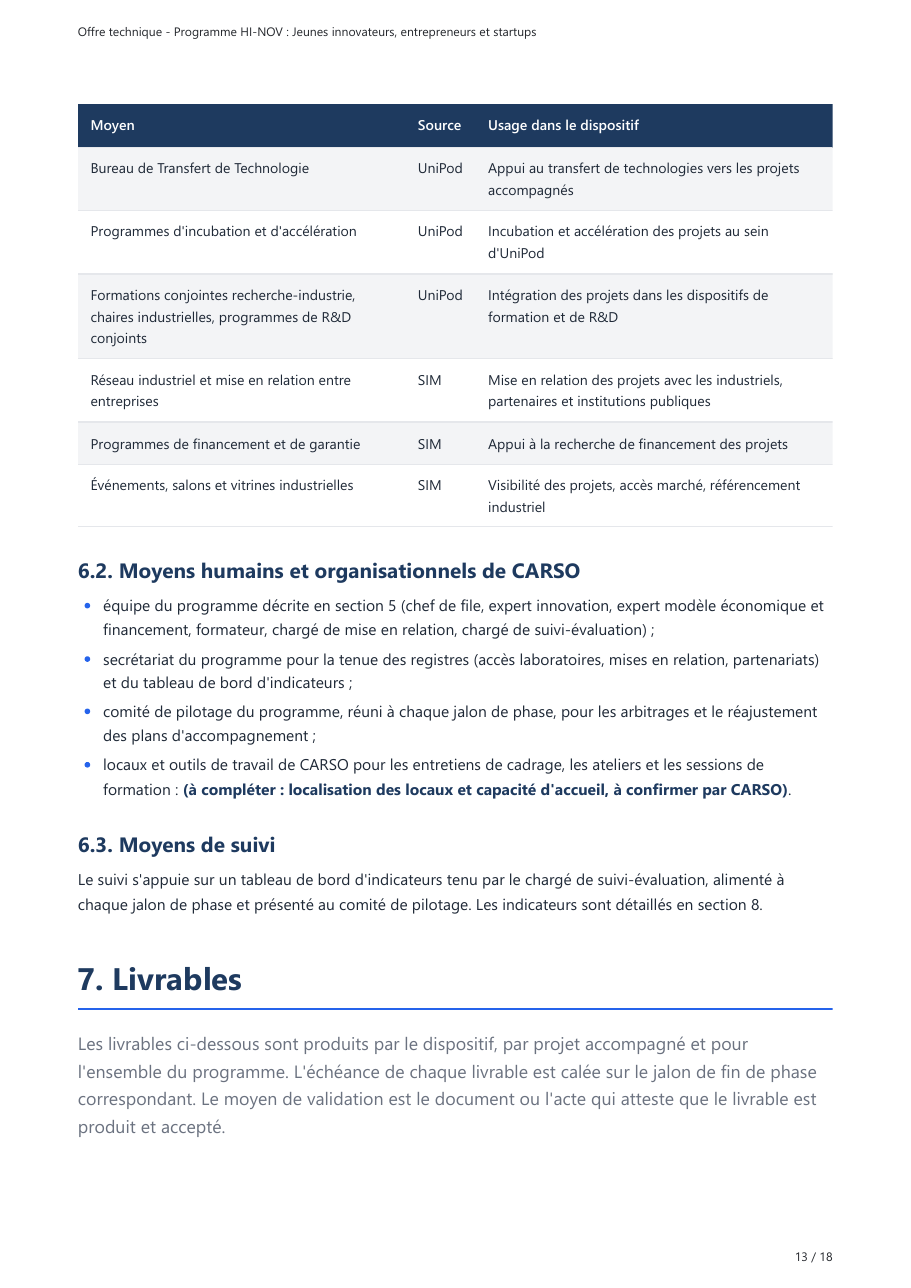 Offre technique - Programme HI-NOV : Jeunes innovateurs, entrepreneurs et startups
Moyen Source Usage dans le dispositif
Bureau de Transfert de Technologie UniPod Appui au transfert de technologies vers les projets
accompagnés
Programmes d'incubation et d'accélération UniPod Incubation et accélération des projets au sein
d'UniPod
Formations conjointes recherche-industrie, UniPod Intégration des projets dans les dispositifs de
chaires industrielles, programmes de R&D formation et de R&D
conjoints
Réseau industriel et mise en relation entre SIM Mise en relation des projets avec les industriels,
entreprises partenaires et institutions publiques
Programmes de financement et de garantie SIM Appui à la recherche de financement des projets
Événements, salons et vitrines industrielles SIM Visibilité des projets, accès marché, référencement
industriel
6.2. Moyens humains et organisationnels de CARSO
• équipe du programme décrite en section 5 (chef de file, expert innovation, expert modèle économique et
financement, formateur, chargé de mise en relation, chargé de suivi-évaluation) ;
• secrétariat du programme pour la tenue des registres (accès laboratoires, mises en relation, partenariats)
et du tableau de bord d'indicateurs ;
• comité de pilotage du programme, réuni à chaque jalon de phase, pour les arbitrages et le réajustement
des plans d'accompagnement ;
• locaux et outils de travail de CARSO pour les entretiens de cadrage, les ateliers et les sessions de
formation : (à compléter : localisation des locaux et capacité d'accueil, à confirmer par CARSO).
6.3. Moyens de suivi
Le suivi s'appuie sur un tableau de bord d'indicateurs tenu par le chargé de suivi-évaluation, alimenté à
chaque jalon de phase et présenté au comité de pilotage. Les indicateurs sont détaillés en section 8.
7. Livrables
Les livrables ci-dessous sont produits par le dispositif, par projet accompagné et pour
l'ensemble du programme. L'échéance de chaque livrable est calée sur le jalon de fin de phase
correspondant. Le moyen de validation est le document ou l'acte qui atteste que le livrable est
produit et accepté.
13 / 18